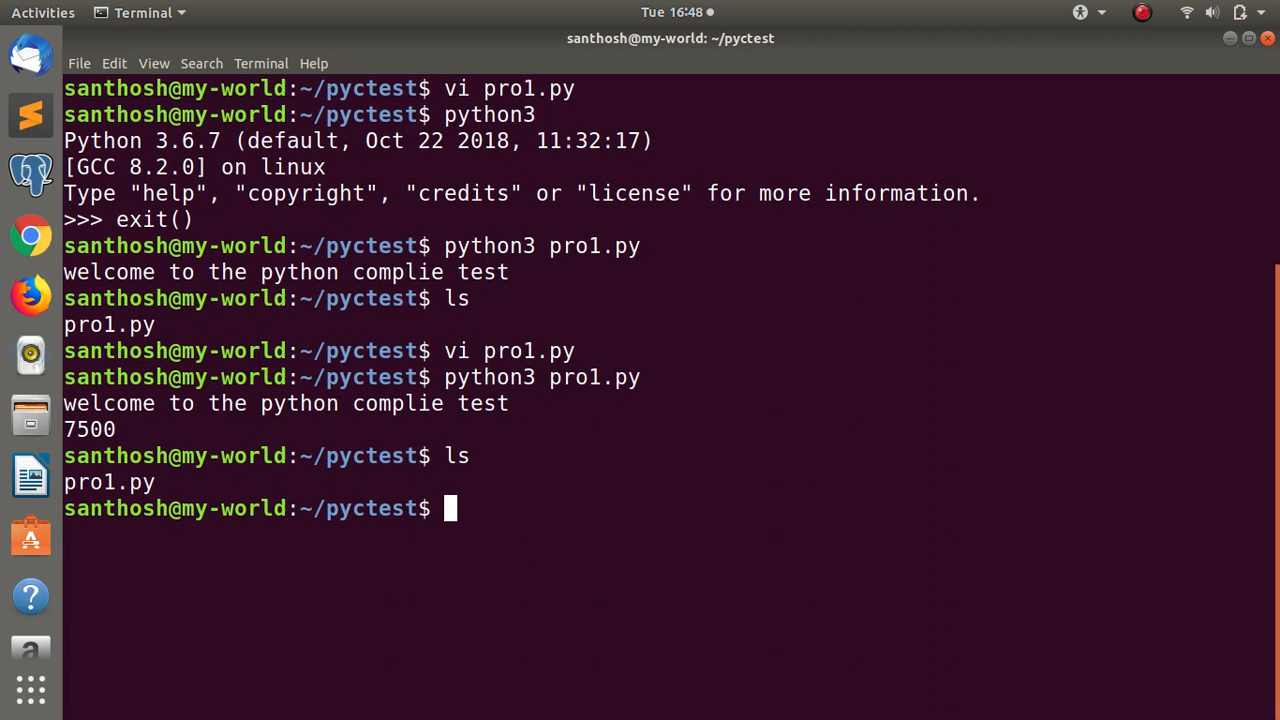 Activities Terminal Tue 16:48
santhosh@my-world: ~/pyctest
File Edit View Search Terminal Help
santhosh@my-world:~/pyctest$ vi pro1.py
santhosh@my-world:~/pyctest$ python3
Python 3.6.7 (default, Oct 22 2018, 11:32:17)
[GCC 8.2.0] on linux
Type "help", "copyright", "credits" or "license" for more information.
>>> exit()
santhosh@my-world:~/pyctest$ python3 pro1.py
welcome to the python complie test
santhosh@my-world:~/pyctest$ ls
pro1.py
santhosh@my-world:~/pyctest$ vi pro1.py
santhosh@my-world:~/pyctest$ python3 pro1.py
welcome to the python complie test
7500
santhosh@my-world:~/pyctest$ ls
pro1.py
santhosh@my-world:~/pyctest$